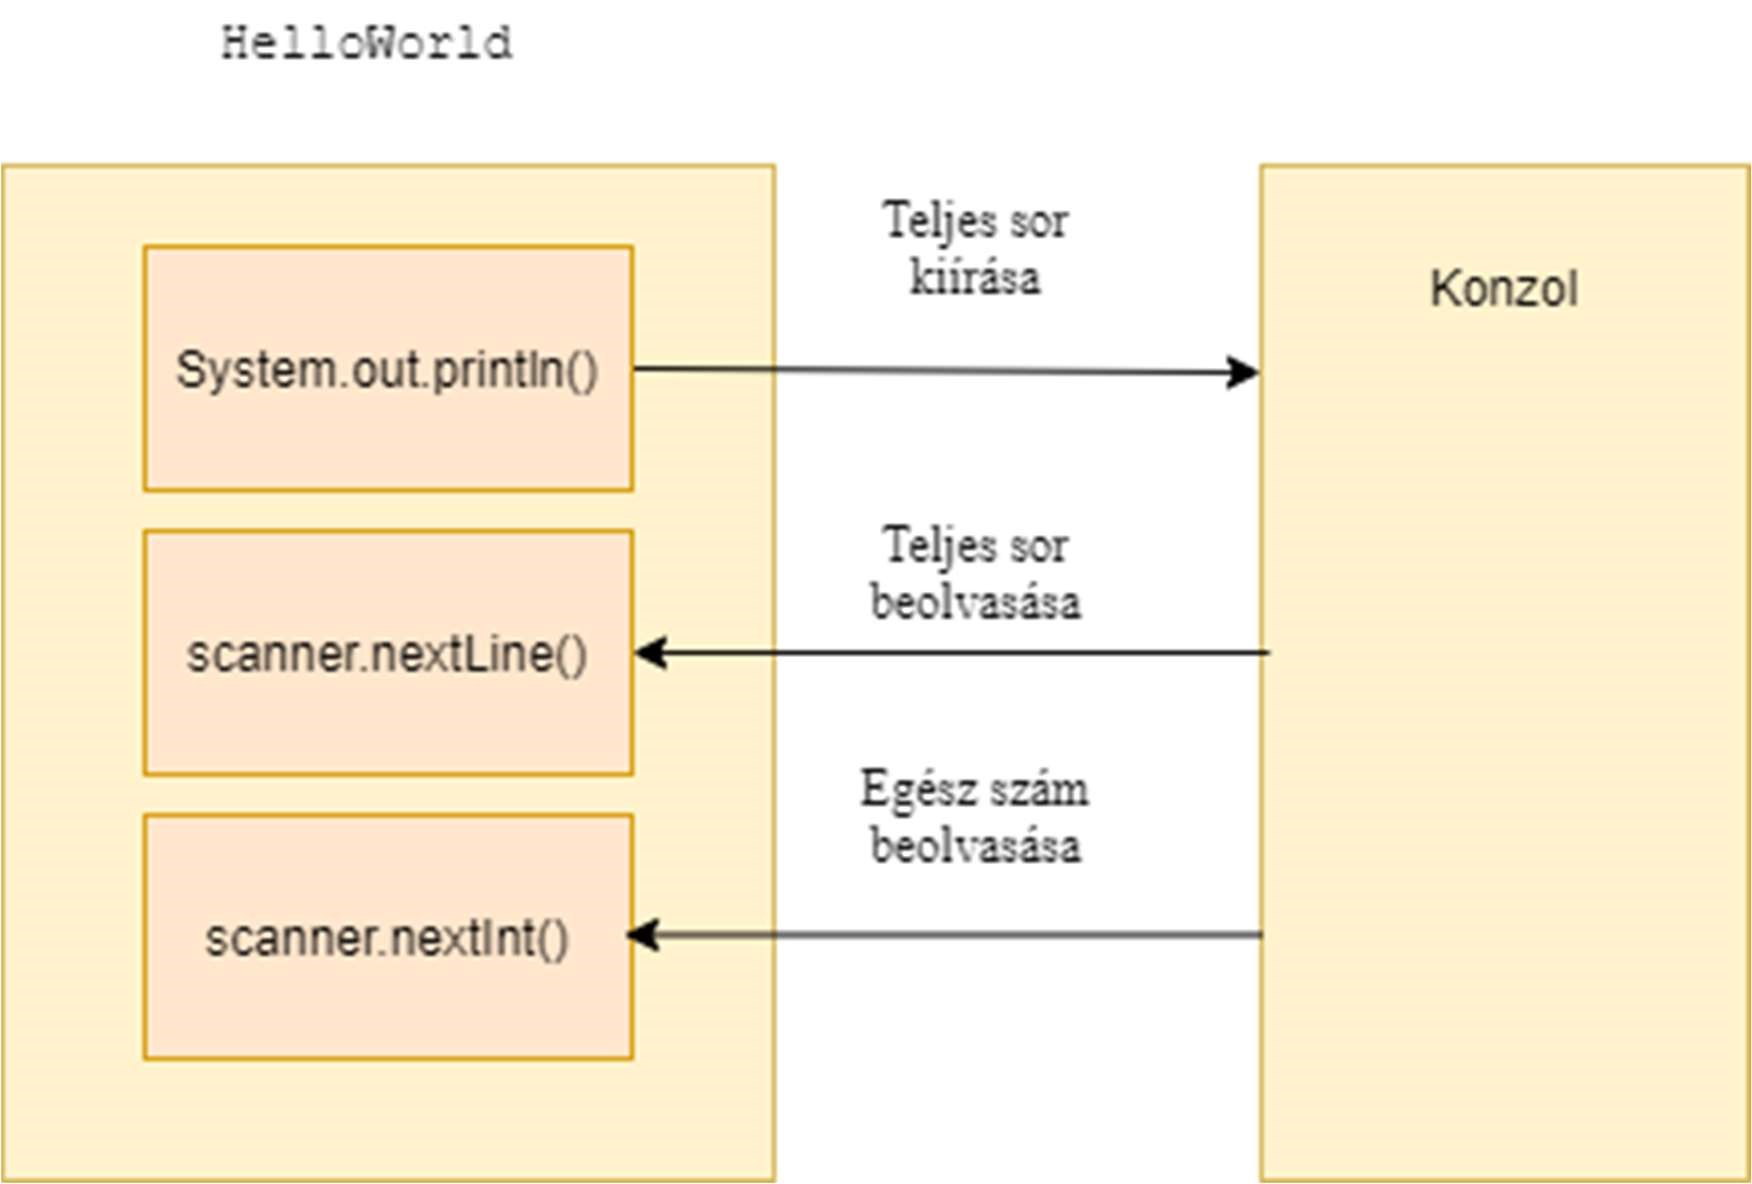 HelloWorld
Teljes sor
kiírása
Konzol
System.out.println()
Teljes sor
beolvasása
scanner.nextLine()
Egész szám
beolvasása
scanner.nextInt()